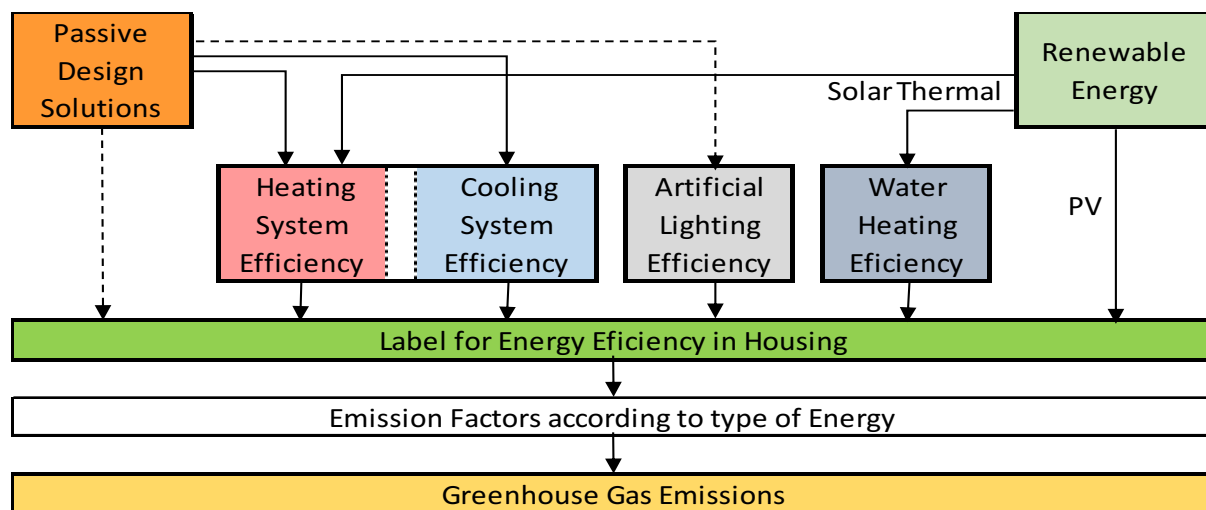 Passive
Design
Solutions
Renewable
Energy
Solar Thermal
Heating
System
Efficiency
Cooling
System
Efficiency
Artificial
Lighting
Efficiency
Water
Heating
Eficiency
PV
Label for Energy Eficiency in Housing
Emission Factors according to type of Energy
Greenhouse Gas Emissions